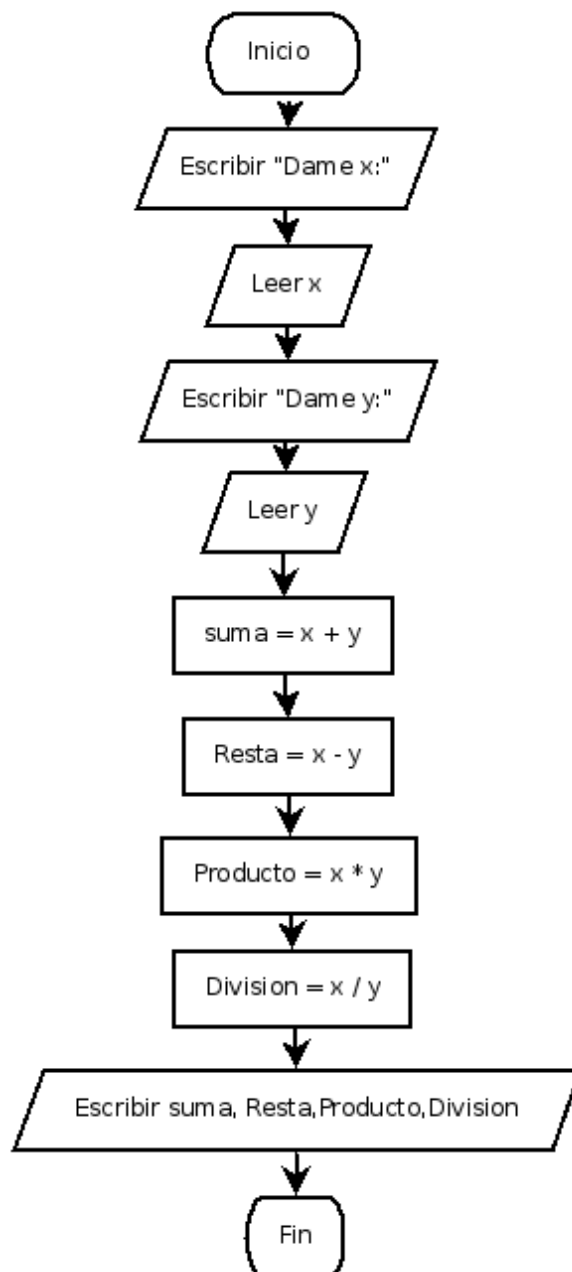 Inicio
Escribir "Dame x:"
Leer x
Escribir "Dame y:"
Leer y
suma = x + y
Resta = x - y
Producto = x * y
Division = x / y
Escribir suma, Resta,Producto,Division
Fin